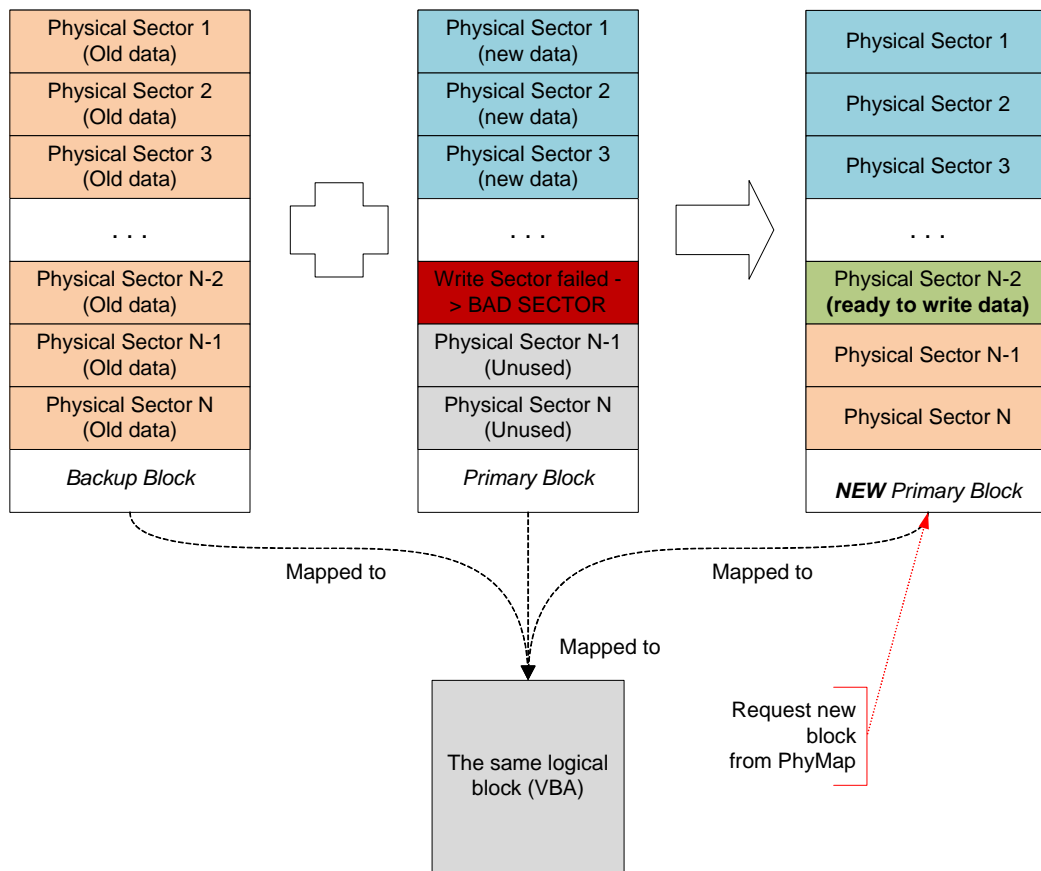 Physical Sector 1
(Old data)
Physical Sector 2
(Old data)
Physical Sector 3
(Old data)
. . .
Physical Sector N-2
(Old data)
Physical Sector N-1
(Old data)
Physical Sector N
(Old data)
Backup Block
Physical Sector 1
(new data)
Physical Sector 2
(new data)
Physical Sector 3
(new data)
. . .
Write Sector failed -
> BAD SECTOR
Physical Sector N-1
(Unused)
Physical Sector N
(Unused)
Primary Block
Physical Sector 1
Physical Sector 2
Physical Sector 3
. . .
Physical Sector N-2
(ready to write data)
Physical Sector N-1
Physical Sector N
NEW Primary Block
Mapped to
Mapped to
Mapped to
Request new
block
from PhyMap
The same logical
block (VBA)